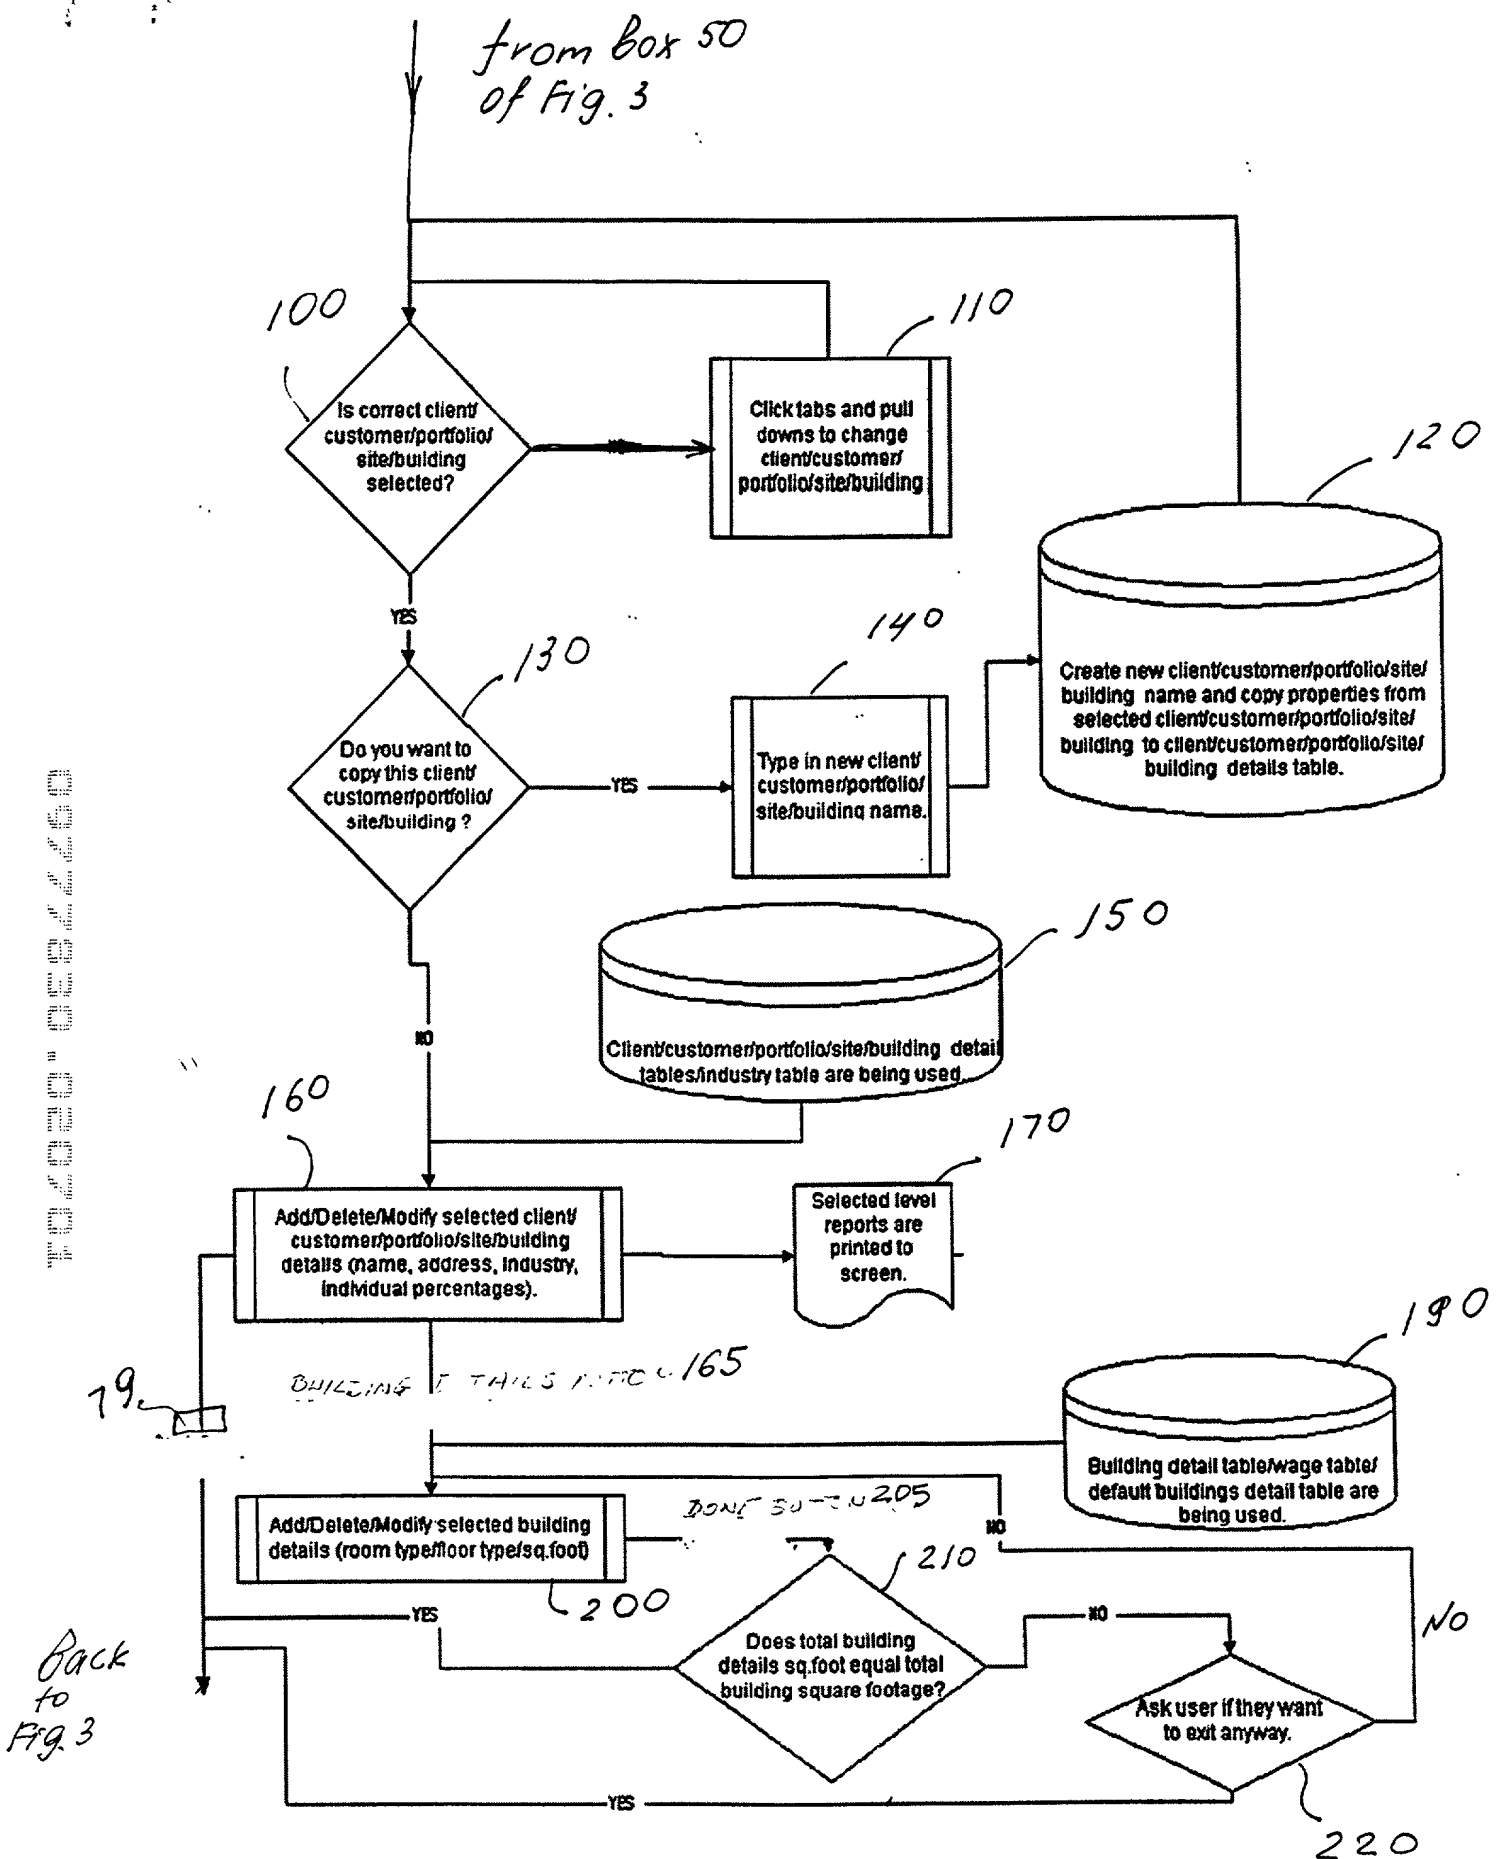 from box 50
of Fig. 3
100
110
Is correct client/
customer/portfolio/
site/building
selected?
Click tabs and pull
downs to change
client/customer/
portfolio/site/building
120
YES
130
140
Do you want to
copy this client/
customer/portfolio/
site/building ?
YES
Type in new client/
customer/portfolio/
site/building name.
Create new client/customer/portfolio/site/
building name and copy properties from
selected client/customer/portfolio/site/
building to client/customer/portfolio/site/
building details table.
150
NO
Client/customer/portfolio/site/building detail
tables/industry table are being used.
160
170
Add/Delete/Modify selected client/
customer/portfolio/site/building
details (name, address, industry,
individual percentages).
Selected level
reports are
printed to
screen.
190
BUILDING
165
79
Building detail table/wage table/
default buildings detail table are
being used.
DONE
205
NO
Add/Delete/Modify selected building
details (room type/floor type/sq.foot)
200
210
YES
NO
NO
Does total building
details sq.foot equal total
building square footage?
Ask user if they want
to exit anyway.
Back
to
Fig. 3
YES
220